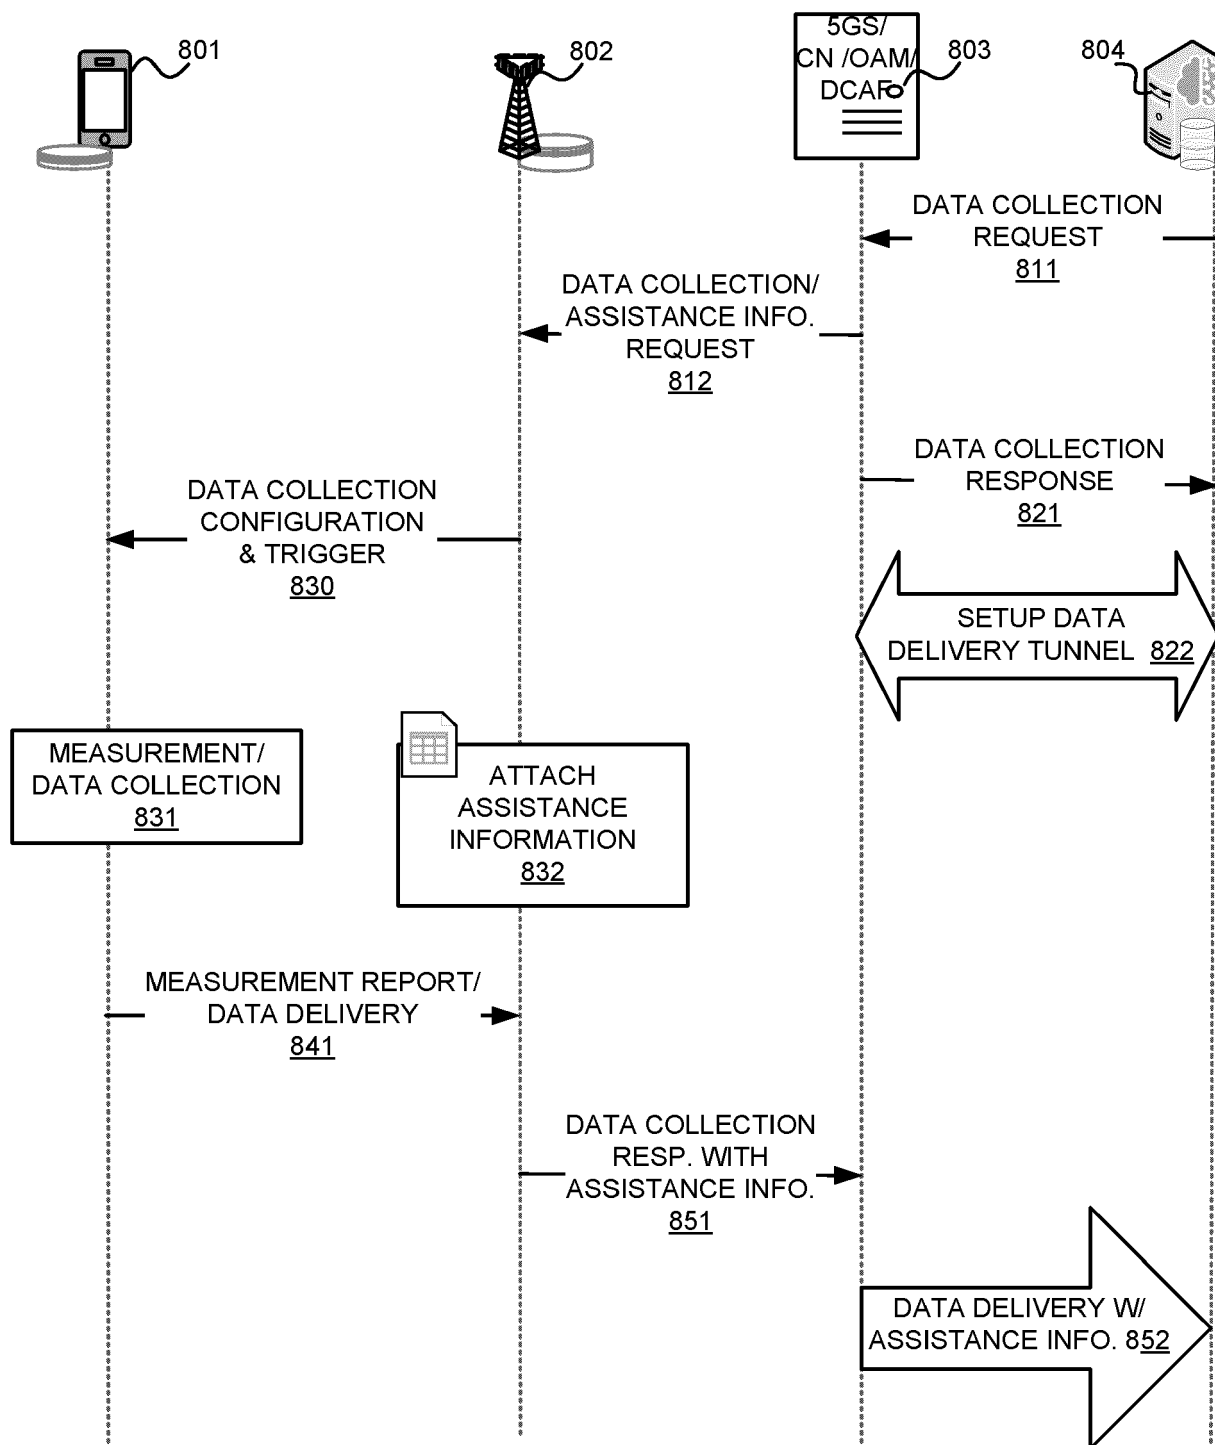 801
802
5GS/
CN /OAM/
DCAF
803
804
DATA COLLECTION
REQUEST
811
DATA COLLECTION/
ASSISTANCE INFO.
REQUEST
812
DATA COLLECTION
RESPONSE
821
DATA COLLECTION
CONFIGURATION
& TRIGGER
830
SETUP DATA
DELIVERY TUNNEL 822
MEASUREMENT/
DATA COLLECTION
831
ATTACH
ASSISTANCE
INFORMATION
832
MEASUREMENT REPORT/
DATA DELIVERY
841
DATA COLLECTION
RESP. WITH
ASSISTANCE INFO.
851
DATA DELIVERY W/
ASSISTANCE INFO. 852